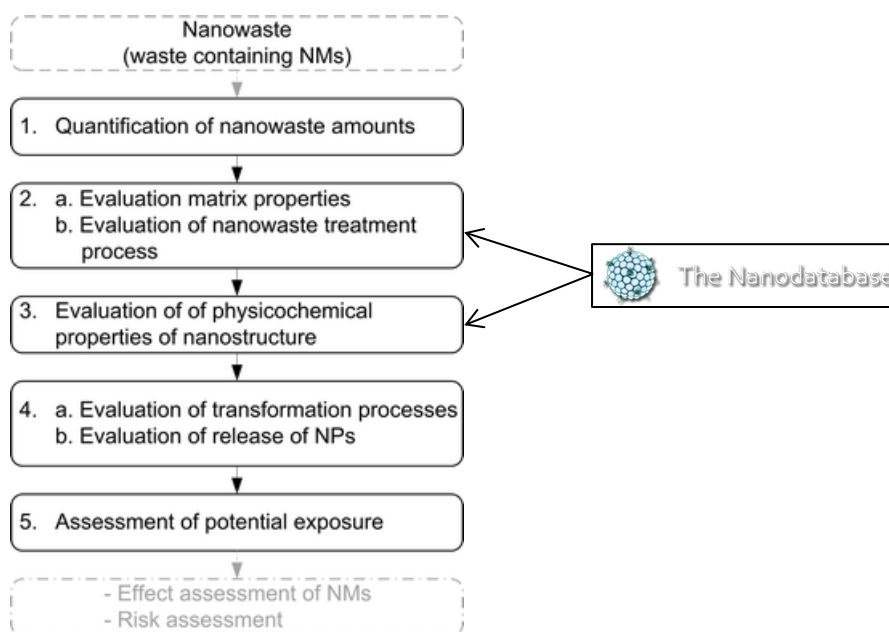 Nanowaste
(waste containing NMs)
1. Quantification of nanowaste amounts
2. a. Evaluation matrix properties
b. Evaluation of nanowaste treatment
process
3. Evaluation of of physicochemical
properties of nanostructure
The Nanodatabase
4. a. Evaluation of transformation processes
b. Evaluation of release of NPs
5. Assessment of potential exposure
- Effect assessment of NMs
- Risk assessment